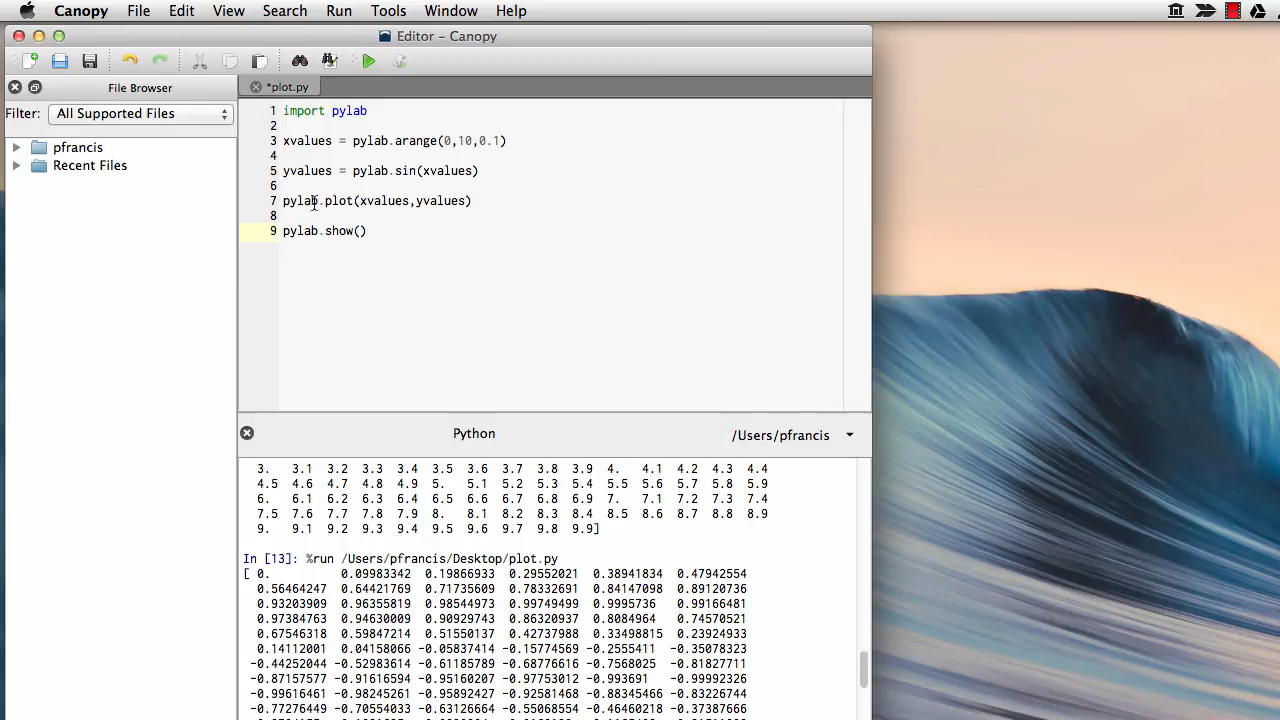 Canopy File Edit View Search Run Tools Window Help
Editor – Canopy
File Browser
*plot.py
Filter: All Supported Files
pfrancis
Recent Files
1 import pylab
2
3 xvalues = pylab.arange(0,10,0.1)
4
5 yvalues = pylab.sin(xvalues)
6
7 pylab.plot(xvalues,yvalues)
8
9 pylab.show()
Python /Users/pfrancis
3. 3.1 3.2 3.3 3.4 3.5 3.6 3.7 3.8 3.9 4. 4.1 4.2 4.3 4.4
4.5 4.6 4.7 4.8 4.9 5. 5.1 5.2 5.3 5.4 5.5 5.6 5.7 5.8 5.9
6. 6.1 6.2 6.3 6.4 6.5 6.6 6.7 6.8 6.9 7. 7.1 7.2 7.3 7.4
7.5 7.6 7.7 7.8 7.9 8. 8.1 8.2 8.3 8.4 8.5 8.6 8.7 8.8 8.9
9. 9.1 9.2 9.3 9.4 9.5 9.6 9.7 9.8 9.9]
In [13]: %run /Users/pfrancis/Desktop/plot.py
[ 0. 0.09983342 0.19866933 0.29552021 0.38941834 0.47942554
0.56464247 0.64421769 0.71735609 0.78332691 0.84147098 0.89120736
0.93203909 0.96355819 0.98544973 0.99749499 0.9995736 0.99166481
0.97384763 0.94630009 0.90929743 0.86320937 0.8084964 0.74570521
0.67546318 0.59847214 0.51550137 0.42737988 0.33498815 0.23924933
0.14112001 0.04158066 -0.05837414 -0.15774569 -0.2555411 -0.35078323
-0.44252044 -0.52983614 -0.61185789 -0.68776616 -0.7568025 -0.81827711
-0.87157577 -0.91616594 -0.95160207 -0.97753012 -0.993691 -0.99992326
-0.99616461 -0.98245261 -0.95892427 -0.92581468 -0.88345466 -0.83226744
-0.77276449 -0.70554033 -0.63126664 -0.55068554 -0.46460218 -0.37387666